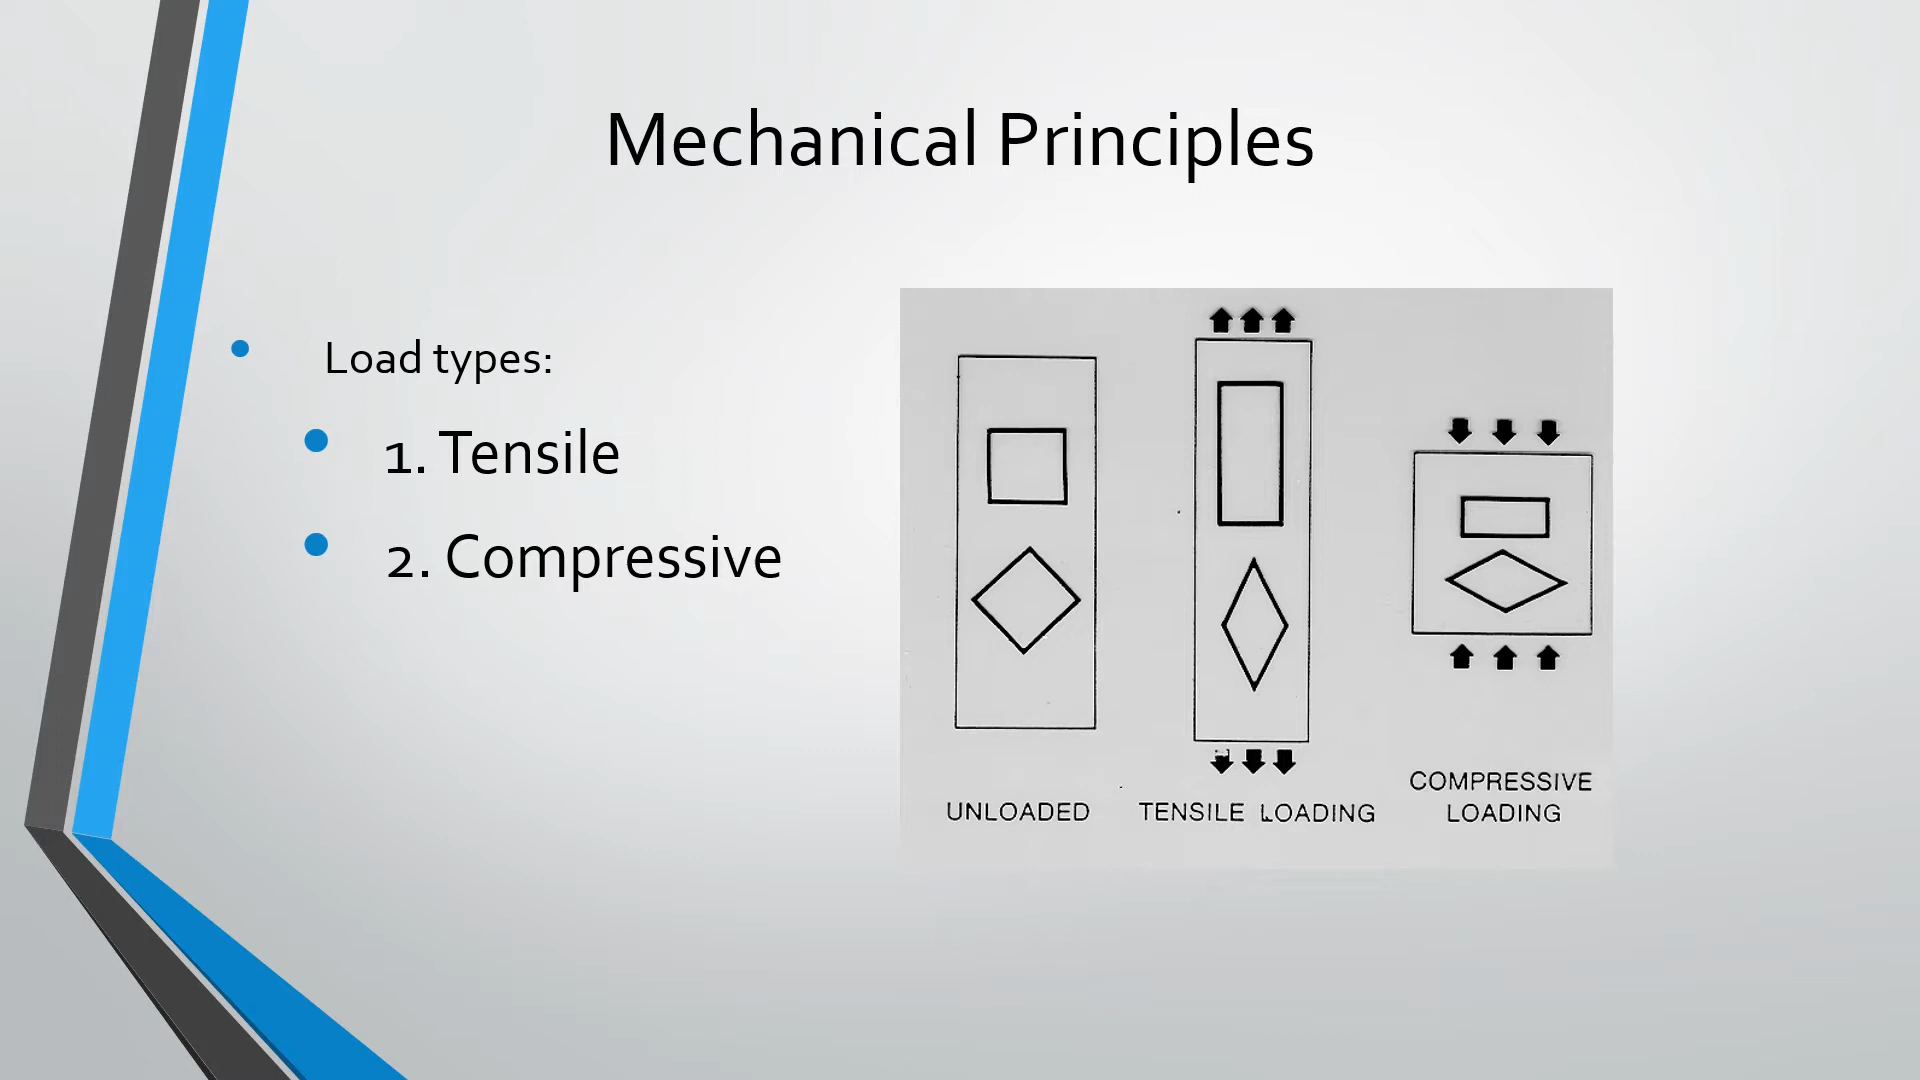 Mechanical Principles
Load types:
1. Tensile
2. Compressive
UNLOADED
TENSILE LOADING
COMPRESSIVE
LOADING